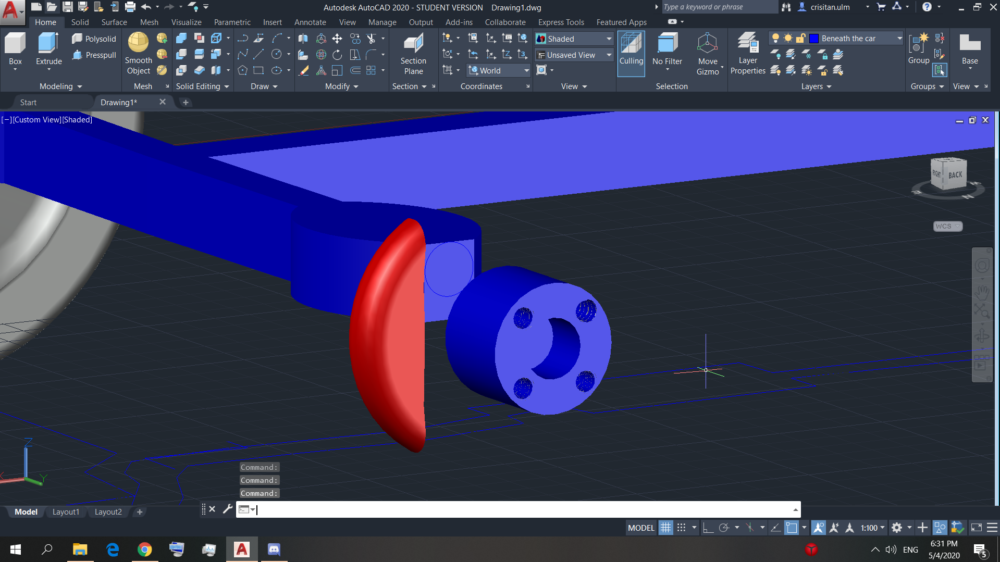 Autodesk AutoCAD 2020 - STUDENT VERSION Drawing1.dwg
Type a keyword or phrase
crisitan.ulm
Home Solid Surface Mesh Visualize Parametric Insert Annotate View Manage Output Add-ins Collaborate Express Tools Featured Apps
Box
Extrude
Polysolid
Presspull
Modeling
Smooth
Object
Mesh
Solid Editing
Draw
Modify
Section
Plane
Section
World
Coordinates
Shaded
Unsaved View
View
Culling
No Filter
Move
Gizmo
Selection
Layer
Properties
Beneath the car
Layers
Group
Groups
Base
View
Start
Drawing1*
[−][Custom View][Shaded]
RIGHT
BACK
E
N
WCS
Z
Y
Command:
Command:
Command:
Model Layout1 Layout2
MODEL
1:100
ENG
6:31 PM
5/4/2020
5